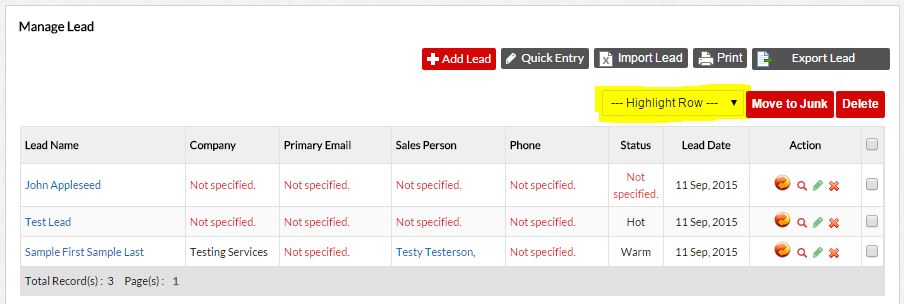 Manage Lead
Add Lead Quick Entry Import Lead Print Export Lead
--- Highlight Row --- Move to Junk Delete
Lead Name Company Primary Email Sales Person Phone Status Lead Date Action
John Appleseed Not specified. Not specified. Not specified. Not specified. Not specified. 11 Sep, 2015
Test Lead Not specified. Not specified. Not specified. Not specified. Hot 11 Sep, 2015
Sample First Sample Last Testing Services Not specified. Testy Testerson, Not specified. Warm 11 Sep, 2015
Total Record(s) : 3 Page(s) : 1